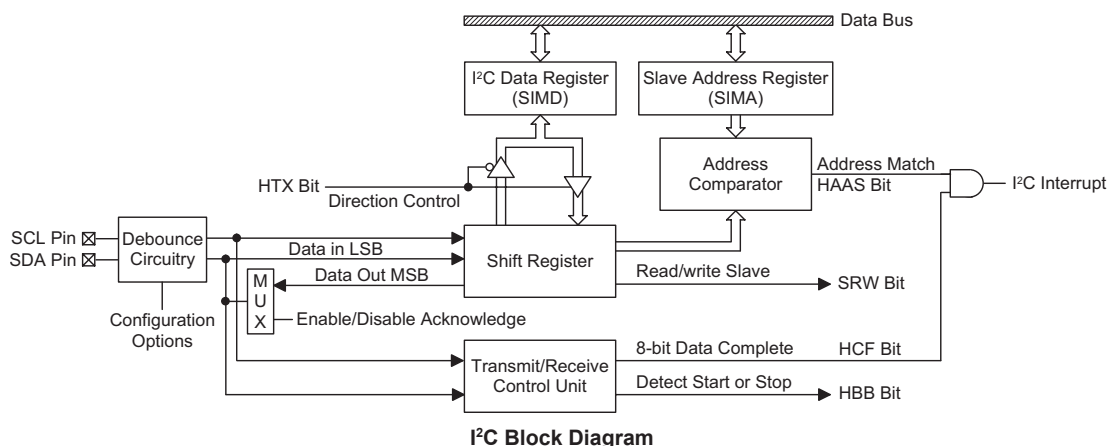 Data Bus
I²C Data Register
(SIMD)
Slave Address Register
(SIMA)
HTX Bit
Direction Control
Address
Comparator
Address Match
HAAS Bit
I²C Interrupt
SCL Pin
SDA Pin
Debounce
Circuitry
Data in LSB
Shift Register
Data Out MSB
M
U
X
Read/write Slave
SRW Bit
Configuration
Options
Enable/Disable Acknowledge
Transmit/Receive
Control Unit
8-bit Data Complete
HCF Bit
Detect Start or Stop
HBB Bit
I²C Block Diagram